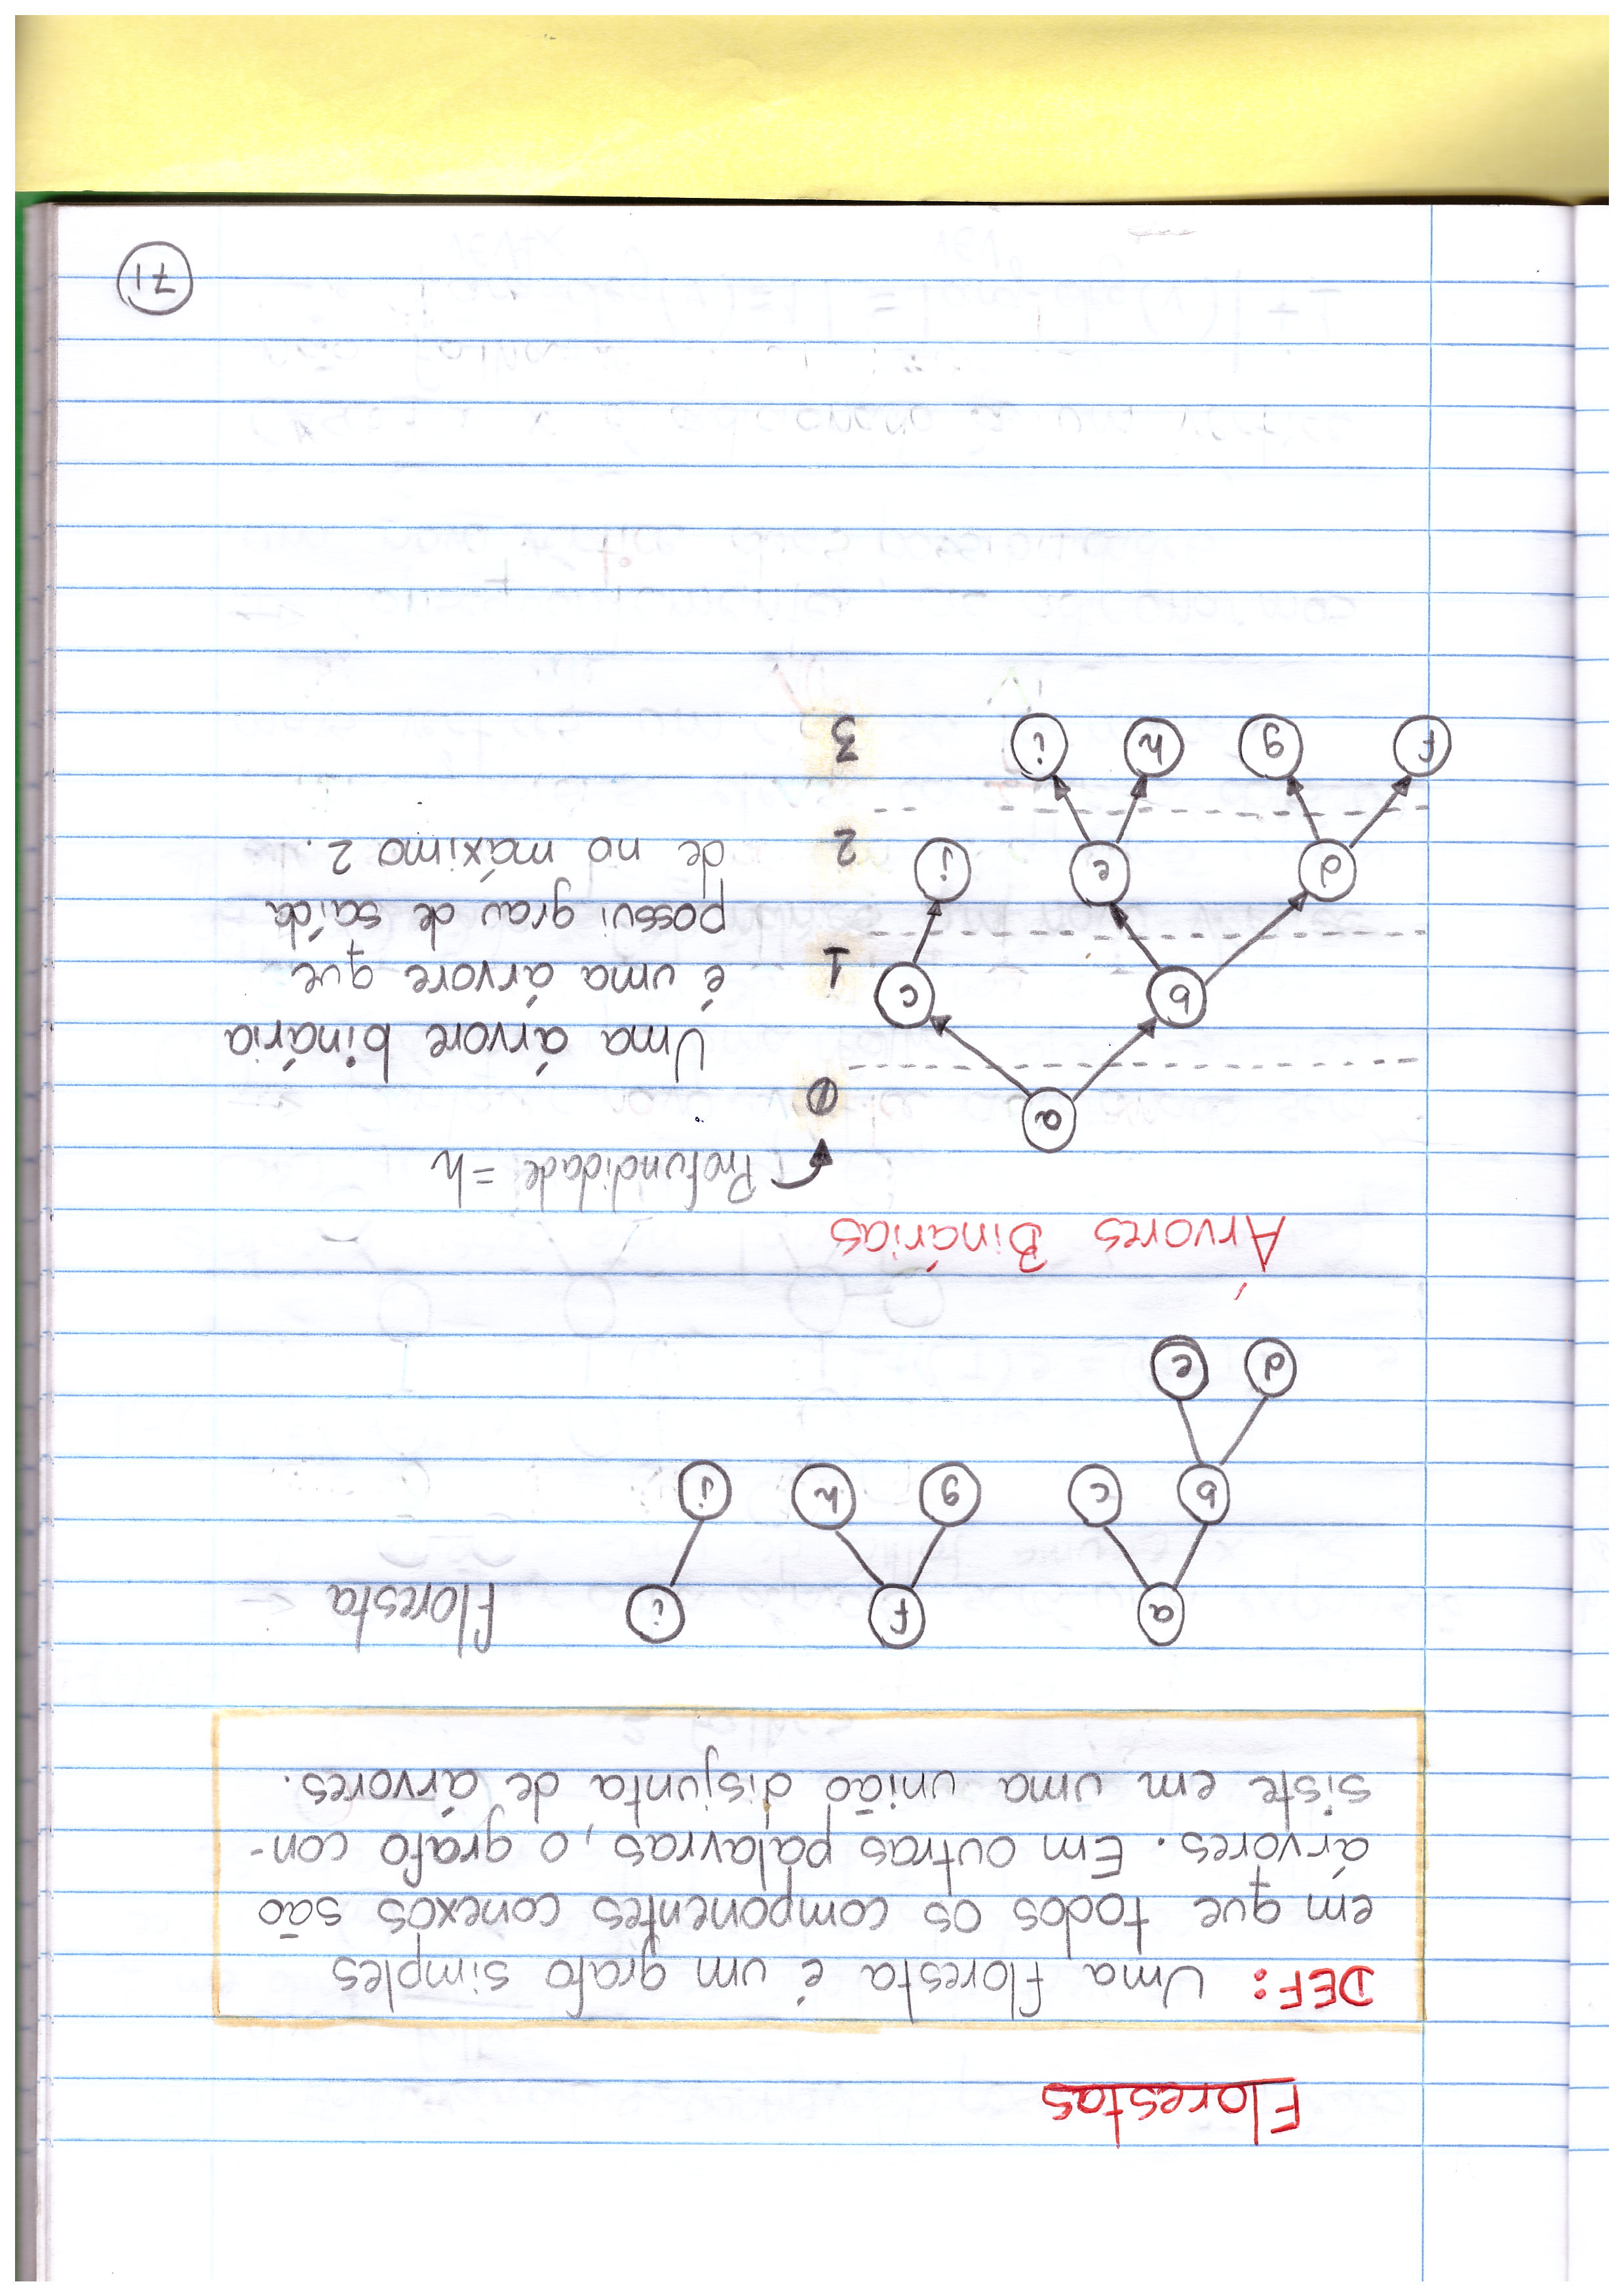 Florestas
DEF: Uma floresta é um grafo simples
em que todos os componentes conexos são
árvores. Em outras palavras, o grafo con-
siste em uma união disjunta de árvores.
a f i floresta
b c g h j
d e
Árvores Binárias
Profundidade = h
a 0
Uma árvore binária
b c 1 é uma árvore que
possui grau de saída
d e j 2 de no máximo 2.
f g h i 3
71